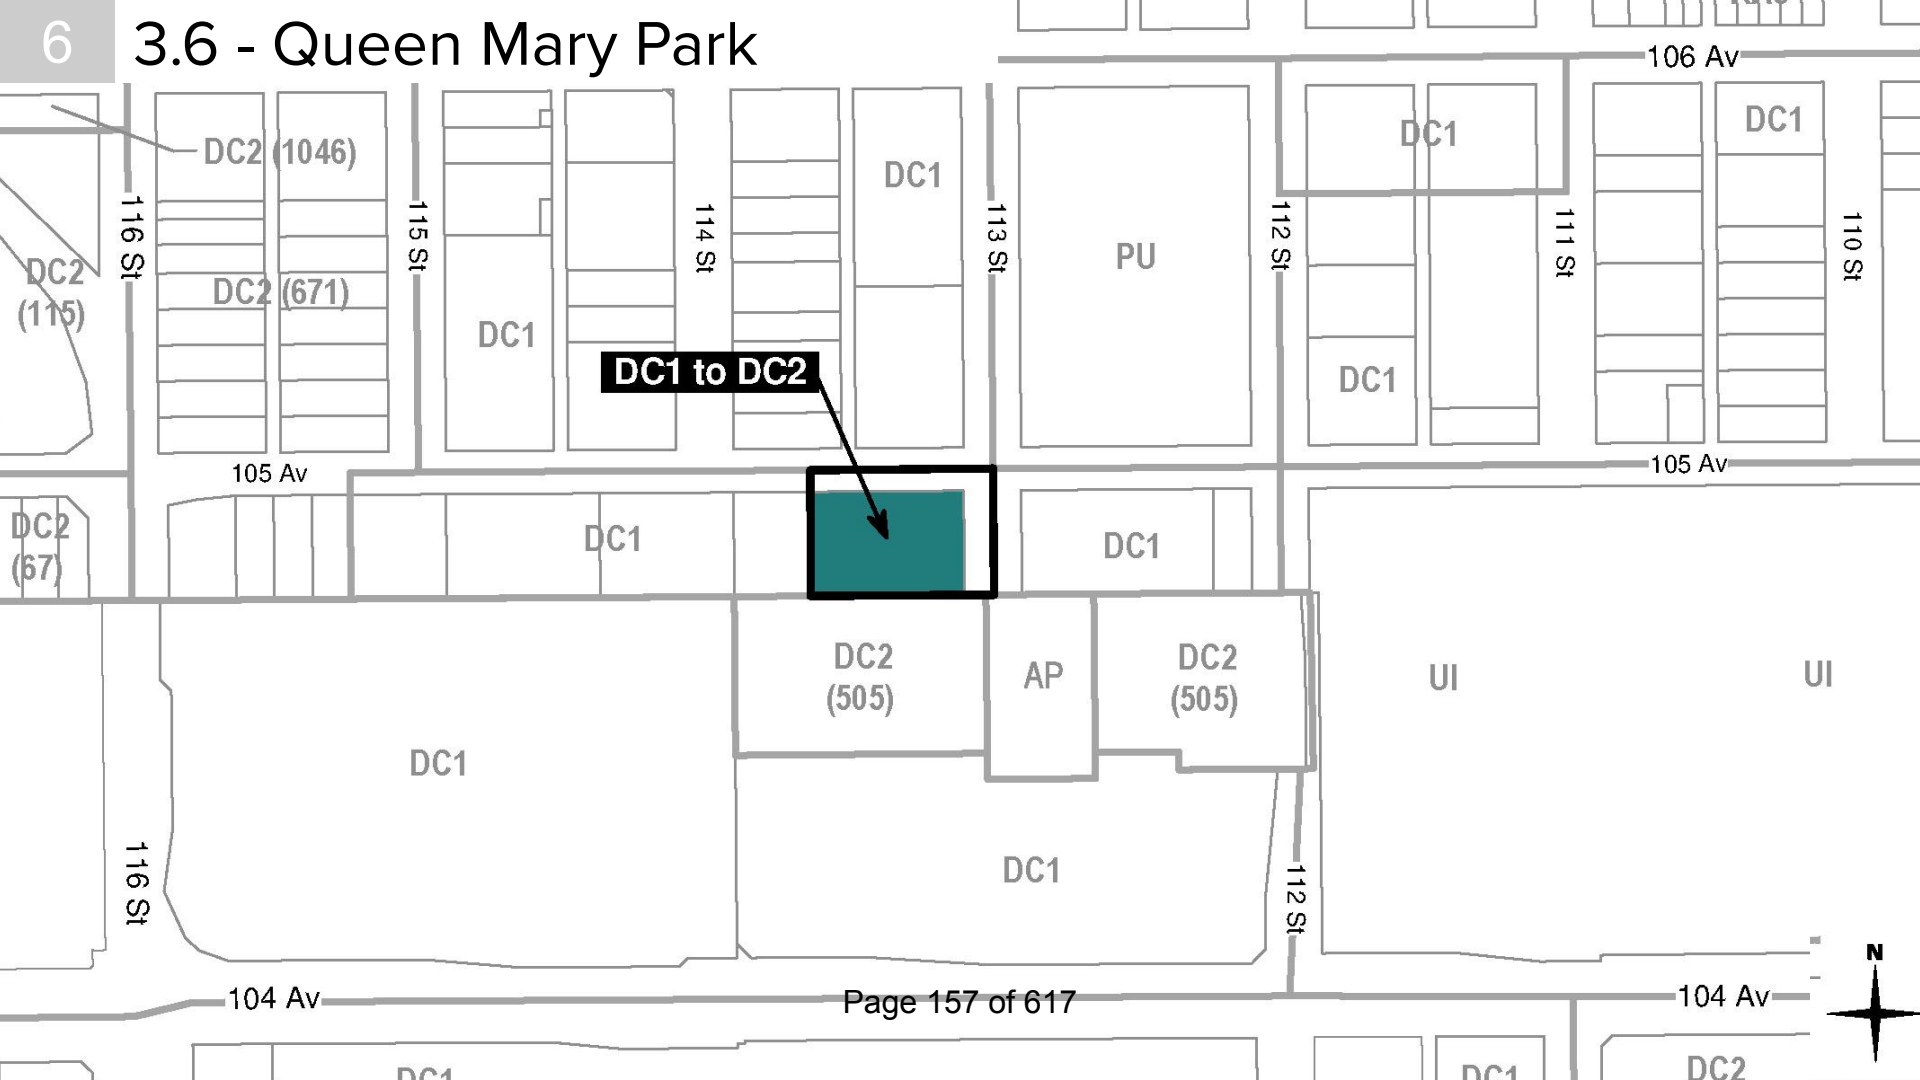 6
3.6 - Queen Mary Park
106 Av
DC2 (1046)
DC1
DC1
DC1
116 St
115 St
114 St
113 St
112 St
111 St
110 St
PU
DC2
(115)
DC2 (671)
DC1
DC1 to DC2
DC1
105 Av
105 Av
DC2
(67)
DC1
DC1
DC2
(505)
AP
DC2
(505)
UI
UI
DC1
DC1
116 St
112 St
N
104 Av
Page 157 of 617
104 Av
DC1
DC1
DC2